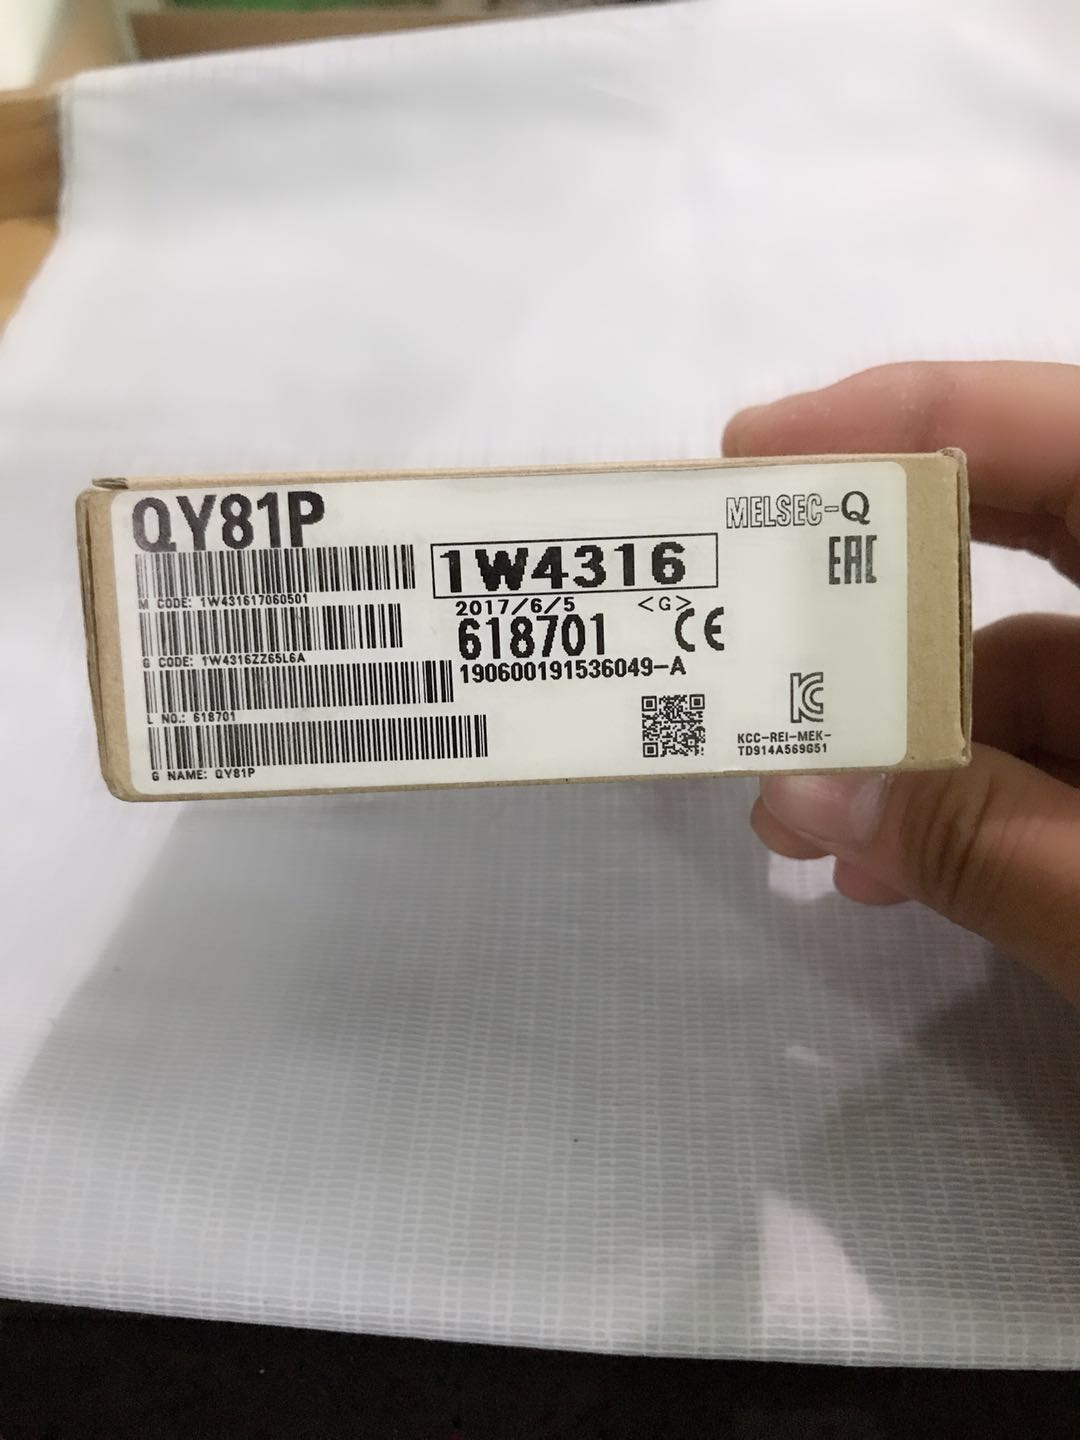 QY81P
MELSEC-Q
1W4316
EAC
M CODE: 1W431617060501
2017/6/5 <G>
618701 CE
G CODE: 1W4316ZZ65L6A
190600191536049-A
L NO.: 618701
KCC-REI-MEK-
TD914A569G51
G NAME: QY81P